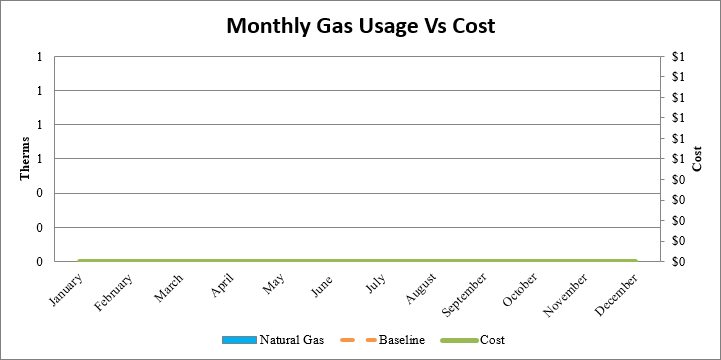 Monthly Gas Usage Vs Cost
1
1
1
1
0
0
0
Therms
$1
$1
$1
$1
$1
$1
$0
$0
$0
$0
$0
Cost
January
February
March
April
May
June
July
August
September
October
November
December
Natural Gas Baseline Cost